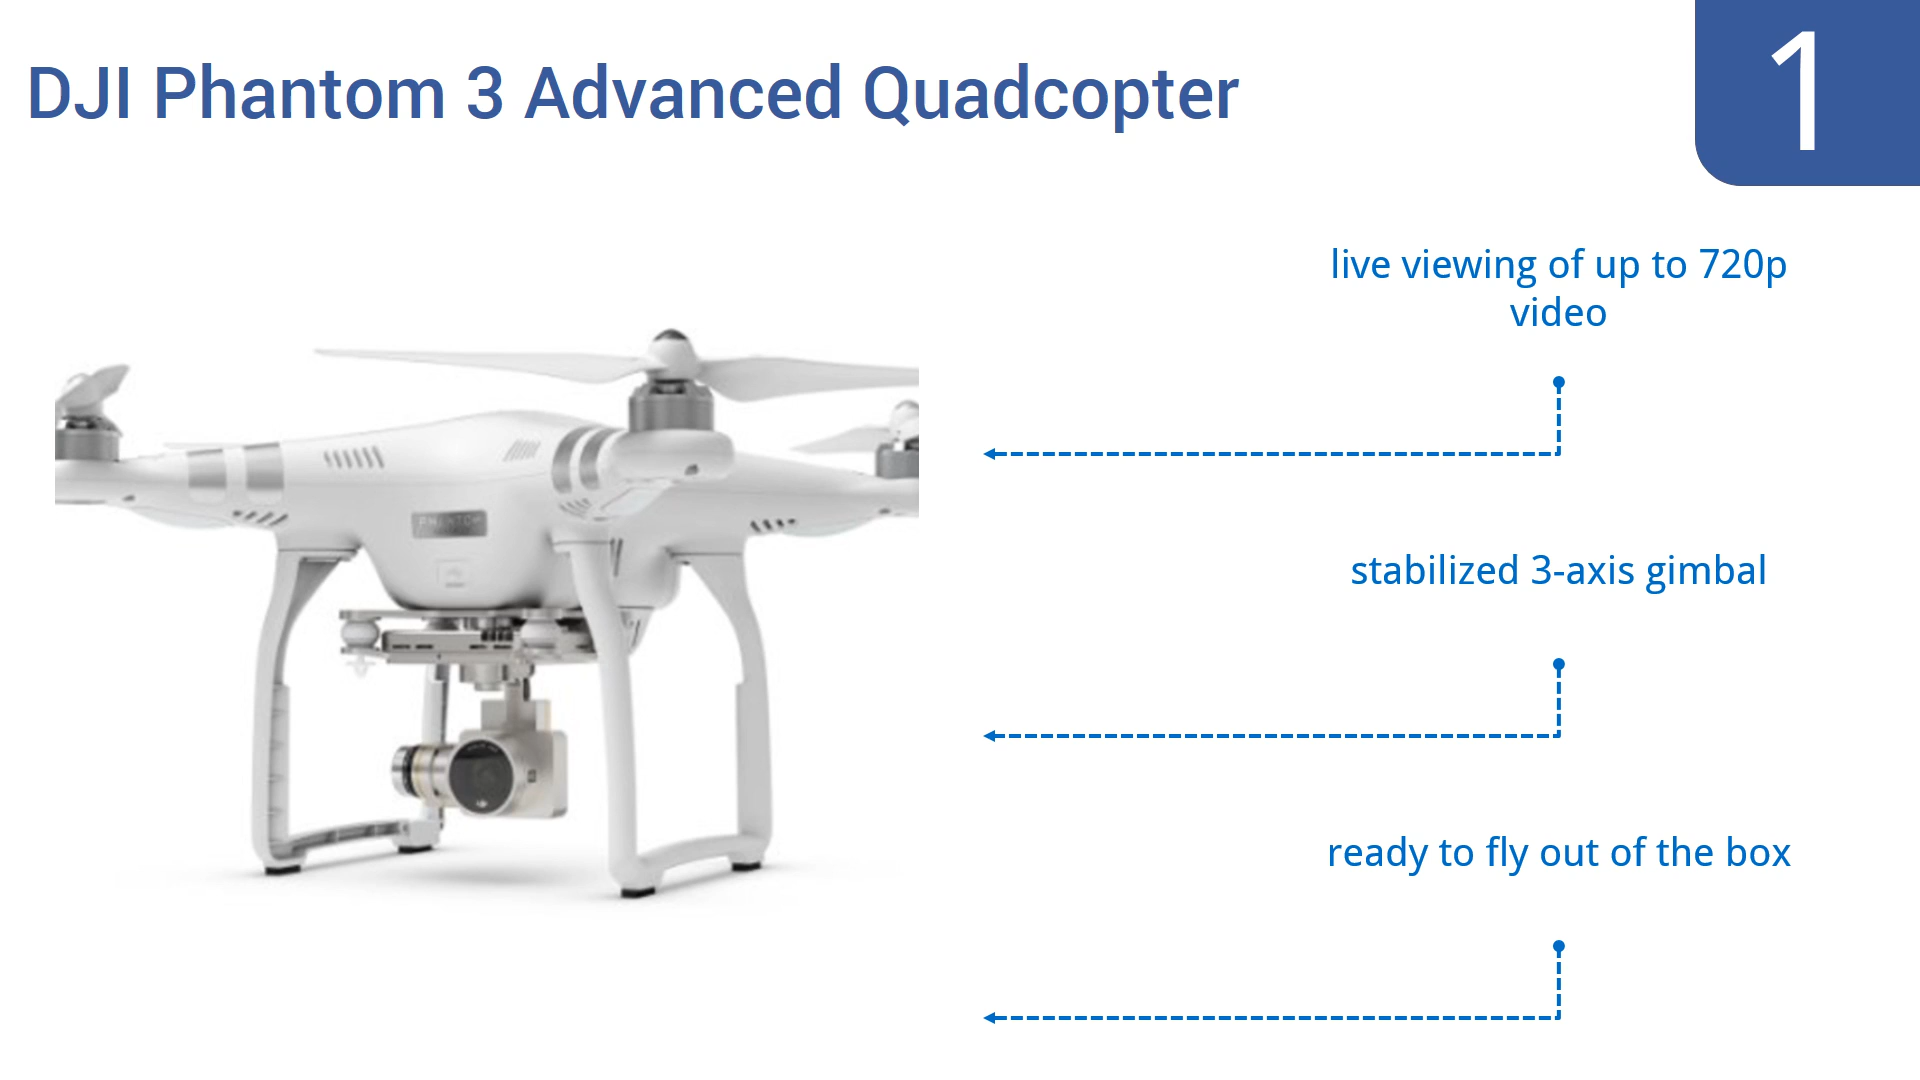 DJI Phantom 3 Advanced Quadcopter
1
live viewing of up to 720p
video
stabilized 3-axis gimbal
ready to fly out of the box
PHANTOM